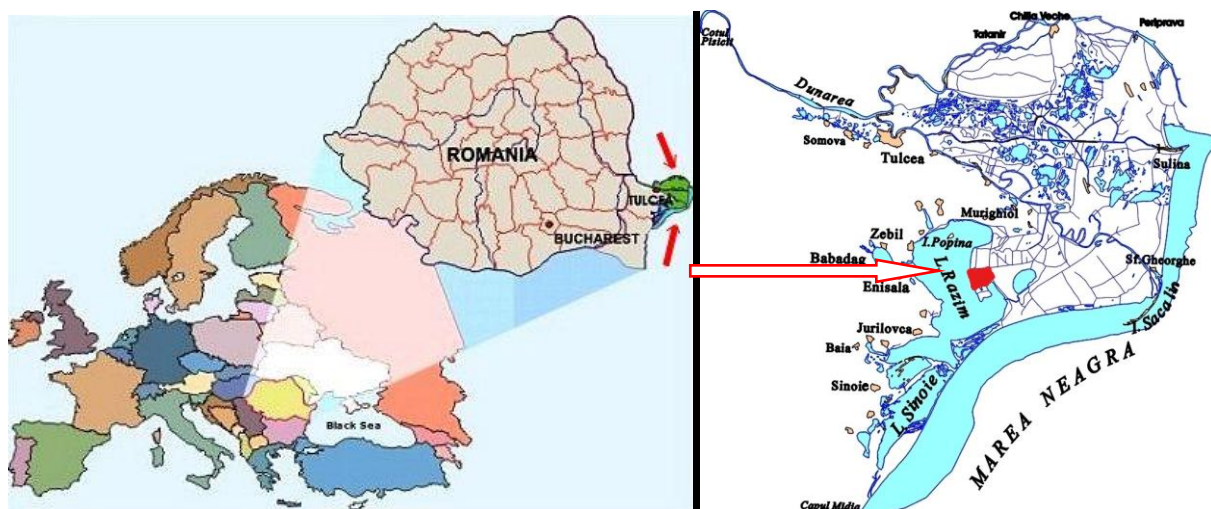 ROMANIA
TULCEA
BUCHAREST
Black Sea
Cotul
Pisicii
Chilia Veche
Periprava
Tatanir
Dunarea
Somova
Tulcea
Sulina
Murighiol
Zebil
I.Popina
Babadag
Sf.Gheorghe
Enisala
L.Razim
I.Sacalin
Jurilovca
Baia
Sinoie
L.Sinoie
MAREA NEAGRA
Capul Midia